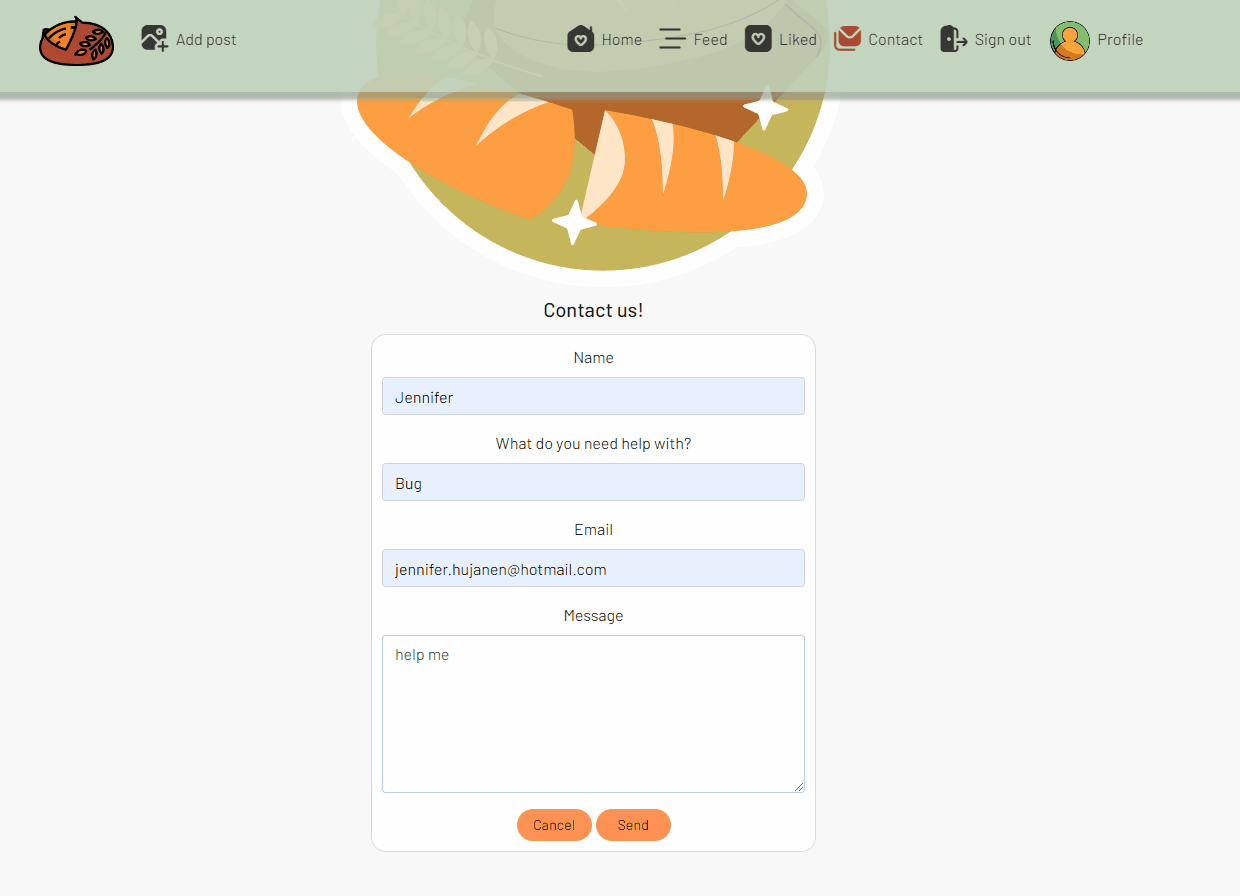 Add post
Home
Feed
Liked
Contact
Sign out
Profile
Contact us!
Name
Jennifer
What do you need help with?
Bug
Email
jennifer.hujanen@hotmail.com
Message
help me
Cancel
Send